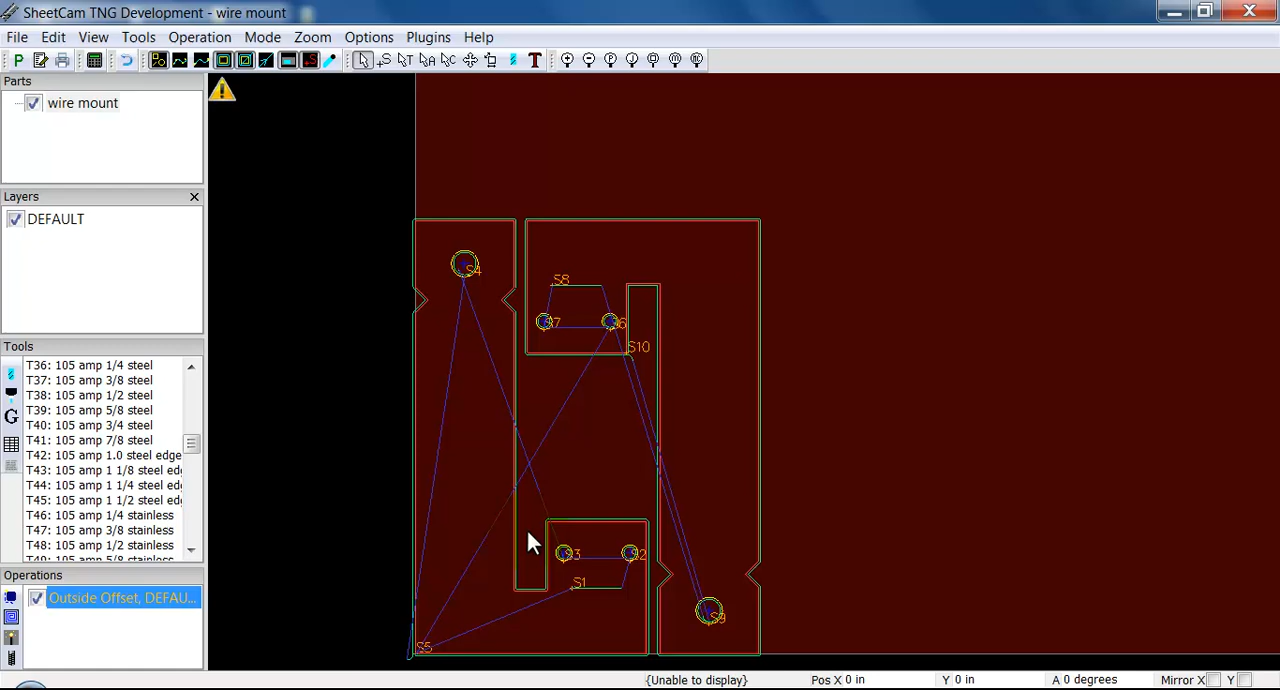 SheetCam TNG Development - wire mount
File Edit View Tools Operation Mode Zoom Options Plugins Help
P
S T A C T P J M
Parts
wire mount
Layers
DEFAULT
Tools
T36: 105 amp 1/4 steel
T37: 105 amp 3/8 steel
T38: 105 amp 1/2 steel
T39: 105 amp 5/8 steel
T40: 105 amp 3/4 steel
T41: 105 amp 7/8 steel
T42: 105 amp 1.0 steel edge
T43: 105 amp 1 1/8 steel ed
T44: 105 amp 1 1/4 steel ed
T45: 105 amp 1 1/2 steel ed
T46: 105 amp 1/4 stainless
T47: 105 amp 3/8 stainless
T48: 105 amp 1/2 stainless
T49: 105 amp 5/8 stainless
G
Operations
Outside Offset, DEFAU...
S4
S8
S7
S6
S10
S3
S2
S1
S9
S5
{Unable to display}
Pos X 0 in
Y 0 in
A 0 degrees
Mirror X
Y